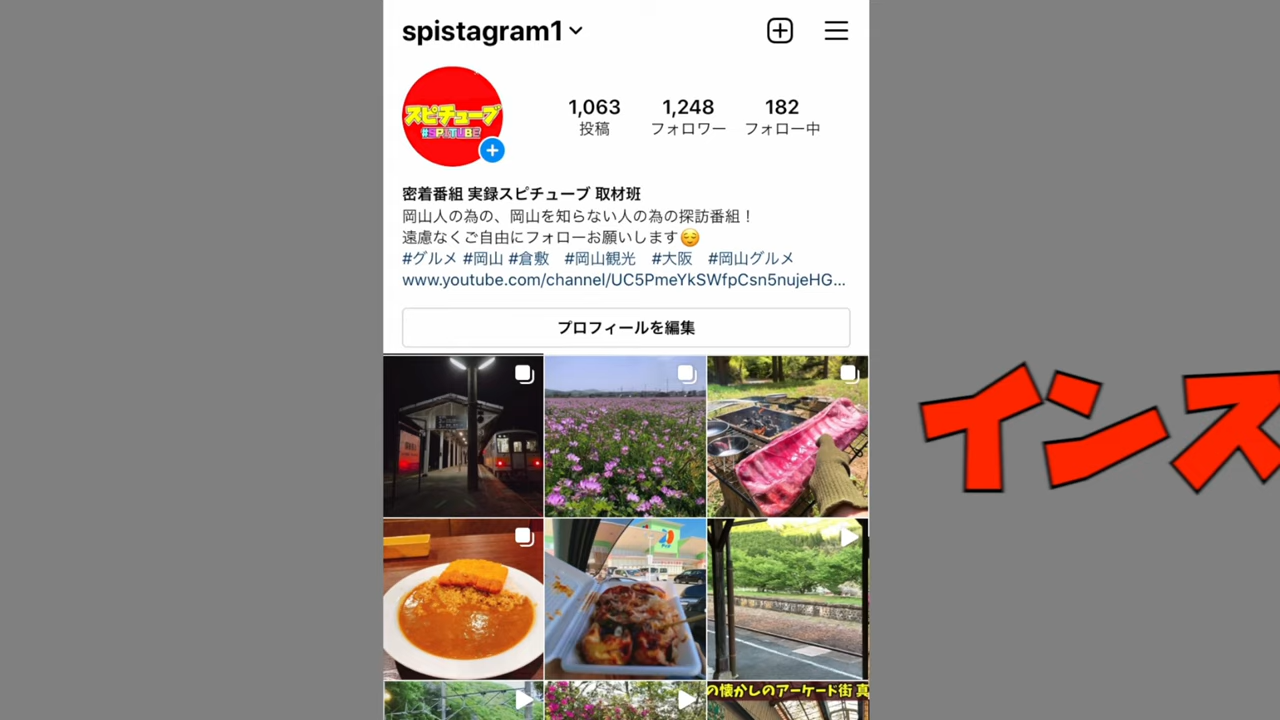 spistagram1
スピチューブ
#SPITUBE
1,063
投稿
1,248
フォロワー
182
フォロー中
密着番組 実録スピチューブ 取材班
岡山人の為の、岡山を知らない人の為の探訪番組！
遠慮なくご自由にフォローお願いします😌
#グルメ #岡山 #倉敷 #岡山観光 #大阪 #岡山グルメ
www.youtube.com/channel/UC5PmeYkSWfpCsn5nujeHG...
プロフィールを編集
インス
の懐かしのアーケード街 真